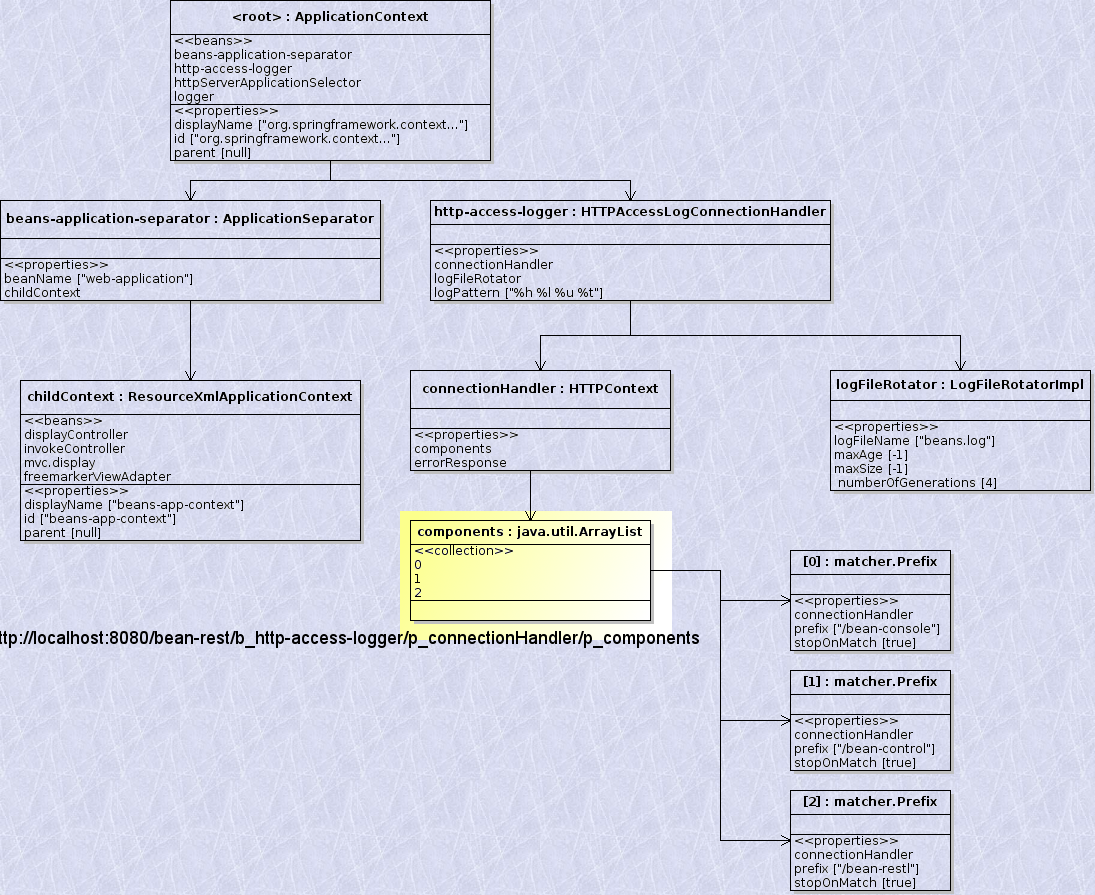 <root> : ApplicationContext
<<beans>>
beans-application-separator
http-access-logger
httpServerApplicationSelector
logger
<<properties>>
displayName ["org.springframework.context..."]
id ["org.springframework.context..."]
parent [null]
beans-application-separator : ApplicationSeparator
<<properties>>
beanName ["web-application"]
childContext
http-access-logger : HTTPAccessLogConnectionHandler
<<properties>>
connectionHandler
logFileRotator
logPattern ["%h %l %u %t"]
childContext : ResourceXmlApplicationContext
<<beans>>
displayController
invokeController
mvc.display
freemarkerViewAdapter
<<properties>>
displayName ["beans-app-context"]
id ["beans-app-context"]
parent [null]
connectionHandler : HTTPContext
<<properties>>
components
errorResponse
logFileRotator : LogFileRotatorImpl
<<properties>>
logFileName ["beans.log"]
maxAge [-1]
maxSize [-1]
numberOfGenerations [4]
components : java.util.ArrayList
<<collection>>
0
1
2
ttp://localhost:8080/bean-rest/b_http-access-logger/p_connectionHandler/p_components
[0] : matcher.Prefix
<<properties>>
connectionHandler
prefix ["/bean-console"]
stopOnMatch [true]
[1] : matcher.Prefix
<<properties>>
connectionHandler
prefix ["/bean-control"]
stopOnMatch [true]
[2] : matcher.Prefix
<<properties>>
connectionHandler
prefix ["/bean-restl"]
stopOnMatch [true]